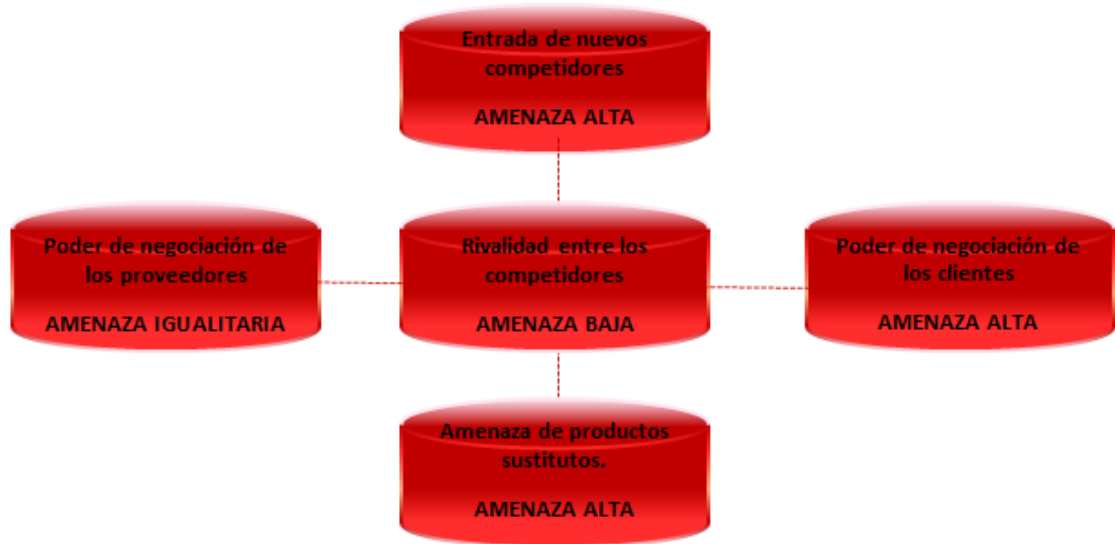 Entrada de nuevos
competidores
AMENAZA ALTA
Poder de negociación de
los proveedores
AMENAZA IGUALITARIA
Rivalidad entre los
competidores
AMENAZA BAJA
Poder de negociación de
los clientes
AMENAZA ALTA
Amenaza de productos
sustitutos.
AMENAZA ALTA